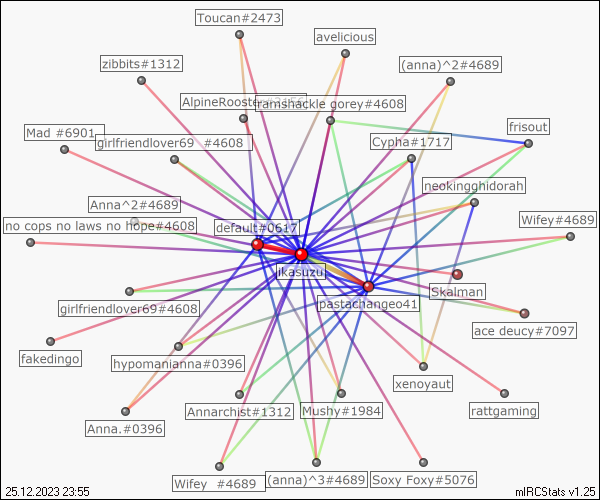 Toucan#2473
avelicious
zibbits#1312
(anna)^2#4689
AlpineRooster
ramshackle gorey#4608
Mad #6901
girlfriendlover69 #4608
Cypha#1717
frisout
neokingghidorah
Anna^2#4689
no cops no laws no hope#4608
default#0617
Wifey#4689
ikasuzu
Skalman
girlfriendlover69#4608
pastachangeo41
ace deucy#7097
fakedingo
hypomanianna#0396
xenoyaut
rattgaming
Anna.#0396
Annarchist#1312
Mushy#1984
Wifey #4689
(anna)^3#4689
Soxy Foxy#5076
25.12.2023 23:55
mIRCStats v1.25